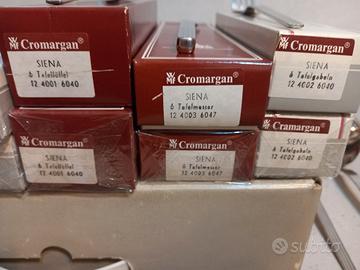 WMF Cromargan®
SIENA
6 Tafellöffel
12 4001 6040
WMF Cromargan®
SIENA
6 Tafelmesser
12 4003 6047
WMF Cromargan®
SIENA
6 Tafelgabeln
12 4002 6040
WMF Cromargan®
SIENA
6 Tafellöffel
12 4001 6040
WMF Cromargan®
SIENA
6 Tafelmesser
12 4003 6047
WMF Cromargan®
SIENA
6 Tafelgabeln
12 4002 6040
subito